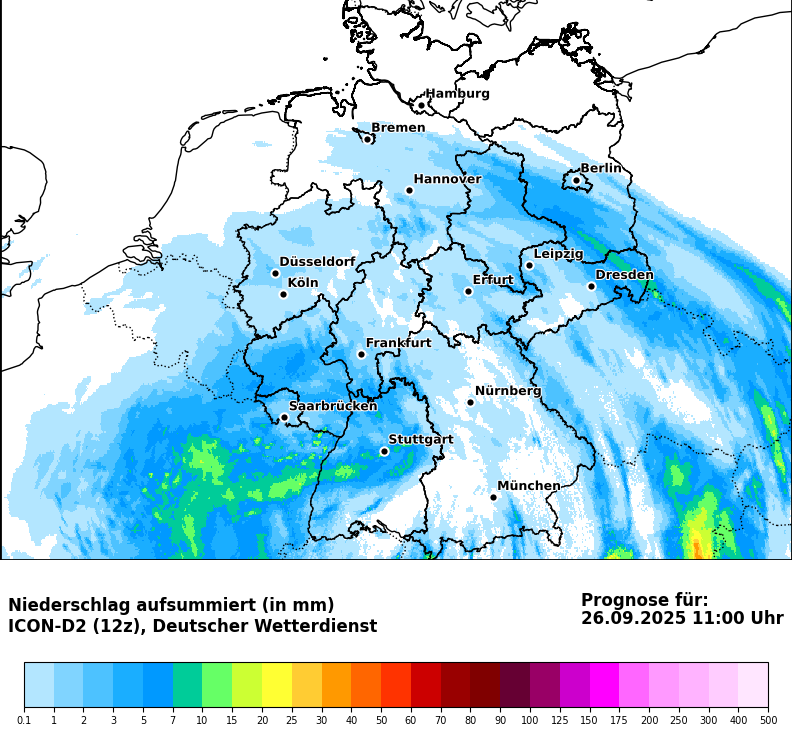 Hamburg
Bremen
Berlin
Hannover
Leipzig
Düsseldorf
Dresden
Erfurt
Köln
Frankfurt
Nürnberg
Saarbrücken
Stuttgart
München
Niederschlag aufsummiert (in mm)
ICON-D2 (12z), Deutscher Wetterdienst
Prognose für:
26.09.2025 11:00 Uhr
0.1 1 2 3 5 7 10 15 20 25 30 40 50 60 70 80 90 100 125 150 175 200 250 300 400 500